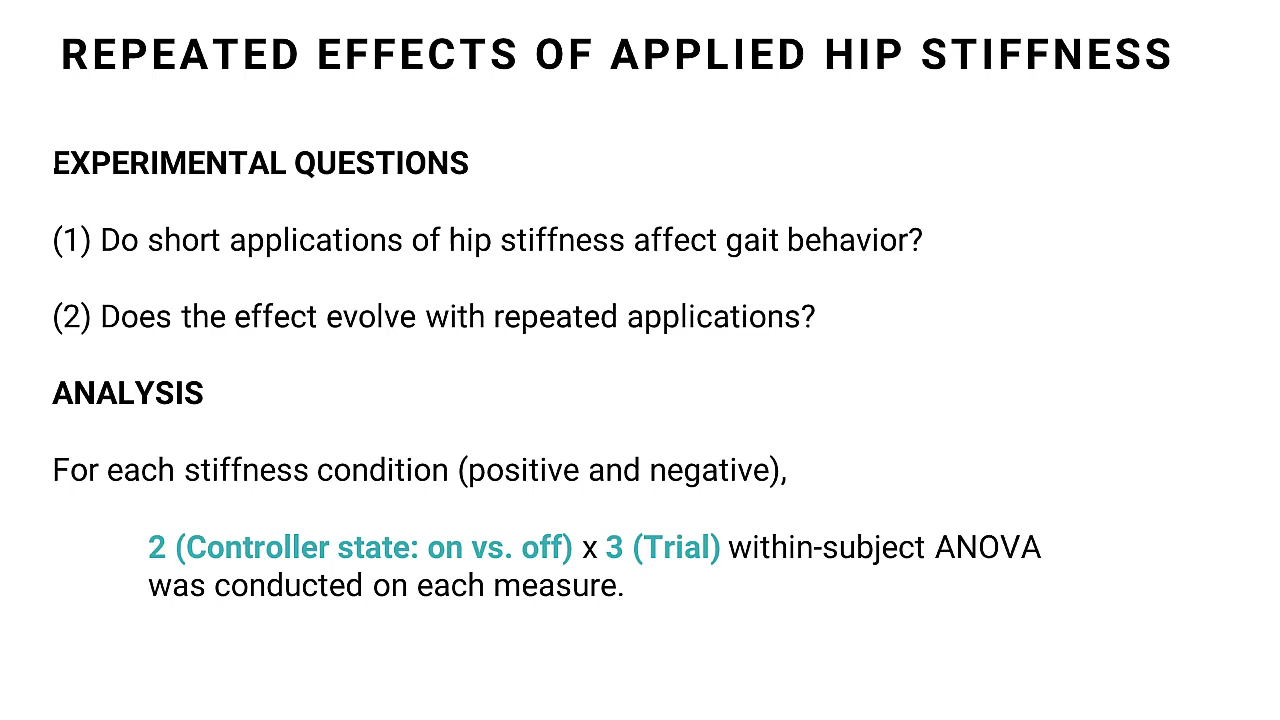 REPEATED EFFECTS OF APPLIED HIP STIFFNESS
EXPERIMENTAL QUESTIONS
(1) Do short applications of hip stiffness affect gait behavior?
(2) Does the effect evolve with repeated applications?
ANALYSIS
For each stiffness condition (positive and negative),
2 (Controller state: on vs. off) x 3 (Trial) within-subject ANOVA
was conducted on each measure.